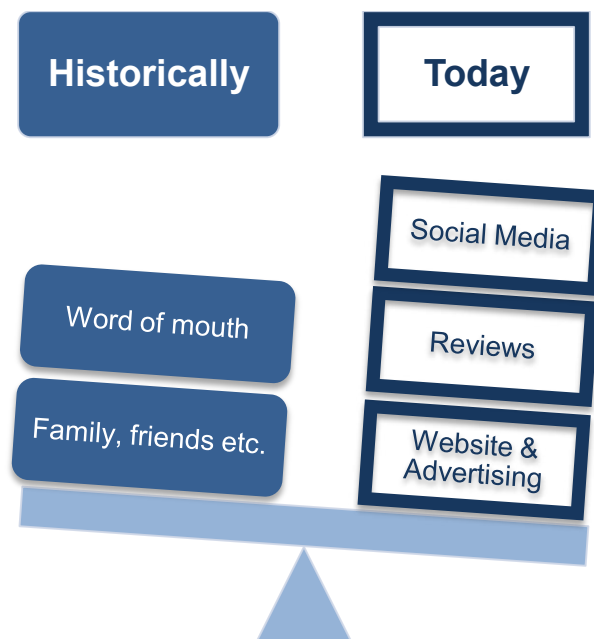 Historically
Today
Social Media
Word of mouth
Reviews
Family, friends etc.
Website &
Advertising